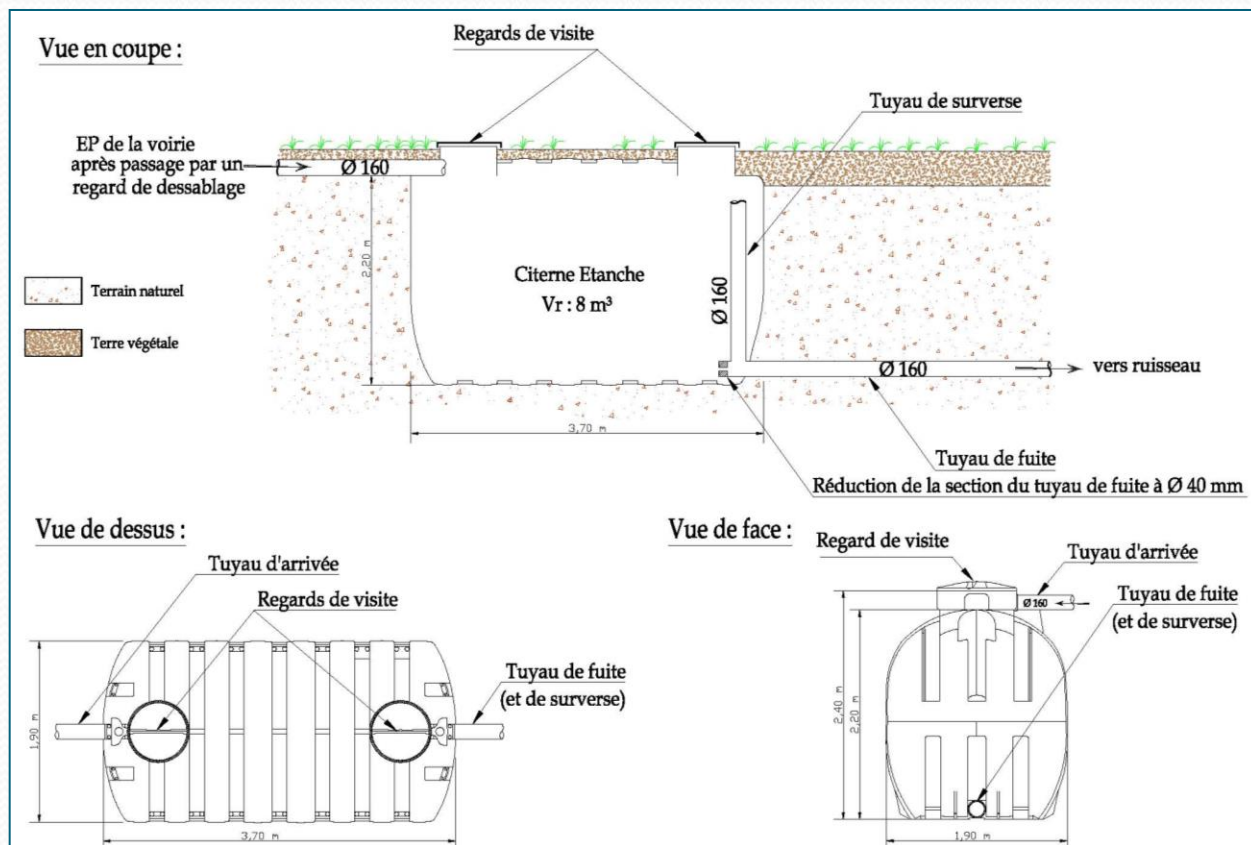 Vue en coupe :
Regards de visite
Tuyau de surverse
EP de la voirie
après passage par un
regard de dessablage
Ø 160
2,20 m
Citerne Etanche
Vr : 8 m³
Ø 160
Terrain naturel
Terre végétale
Ø 160
vers ruisseau
3,70 m
Tuyau de fuite
Réduction de la section du tuyau de fuite à Ø 40 mm
Vue de dessus :
Tuyau d'arrivée
Regards de visite
Tuyau de fuite
(et de surverse)
1,90 m
3,70 m
Vue de face :
Regard de visite
Tuyau d'arrivée
Ø 160
Tuyau de fuite
(et de surverse)
2,40 m
2,20 m
1,90 m